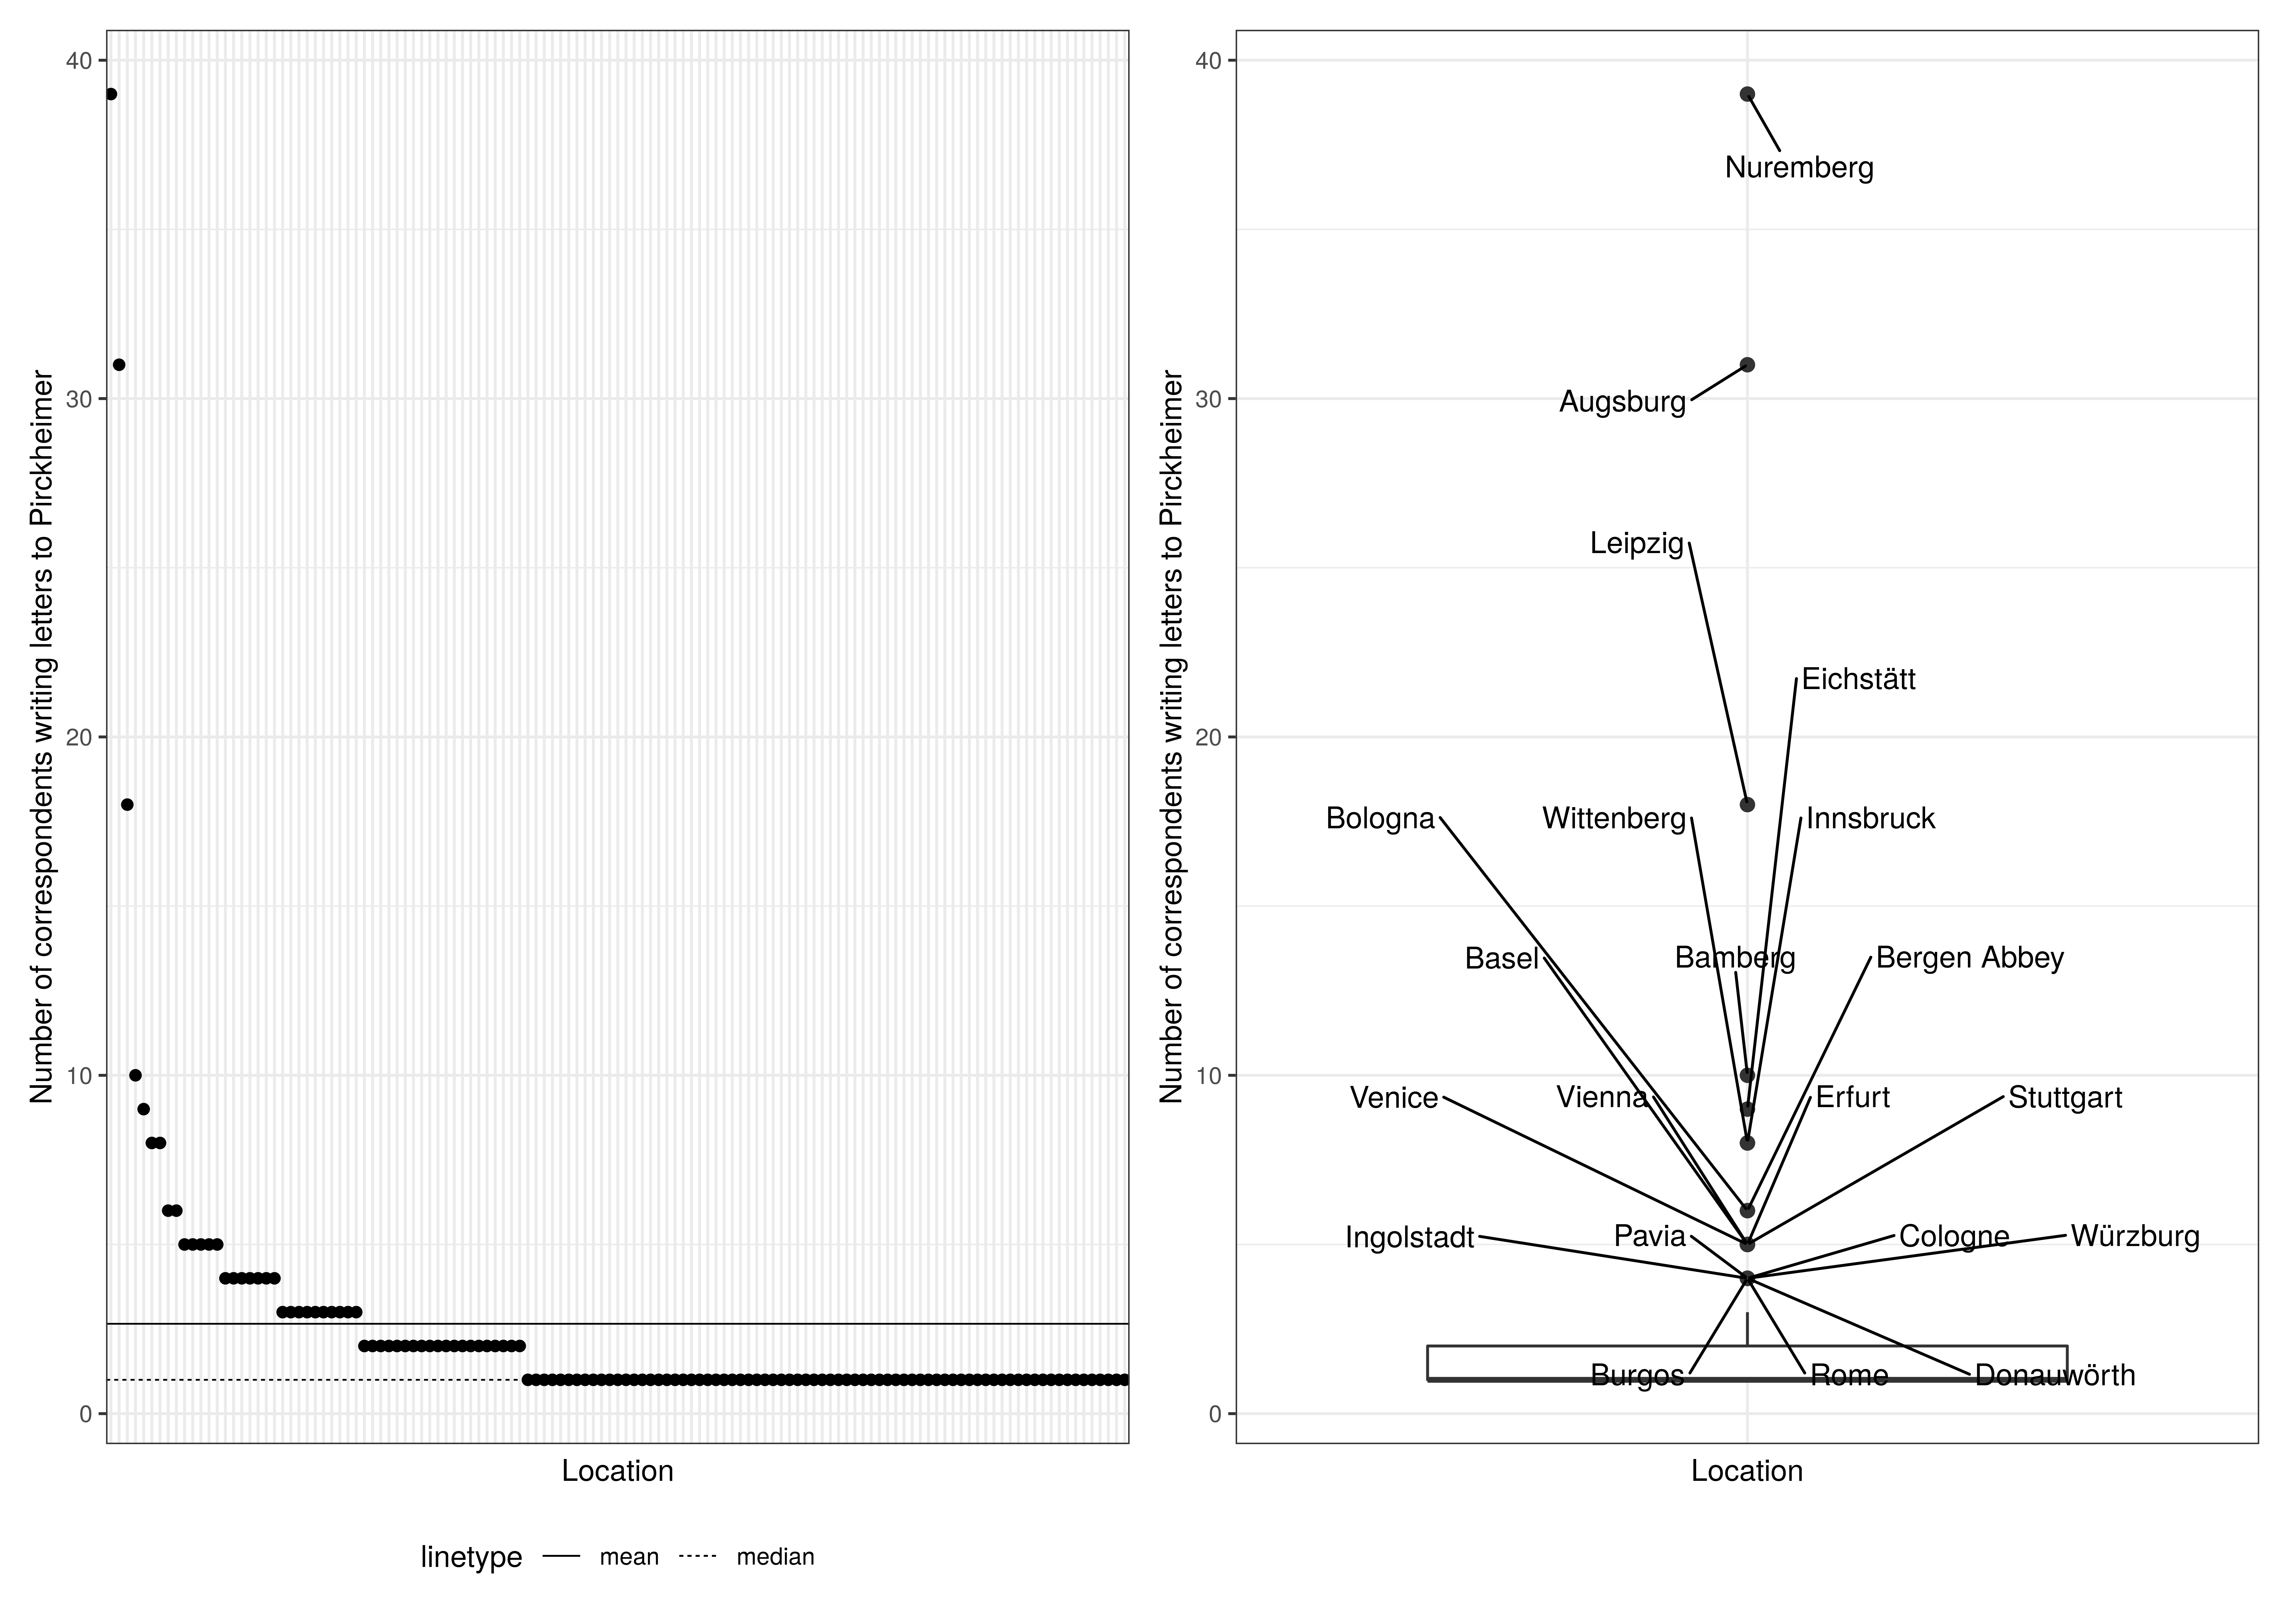 40
30
20
10
0
Number of correspondents writing letters to Pirckheimer
Location
linetype mean median
40
30
20
10
0
Number of correspondents writing letters to Pirckheimer
Nuremberg
Augsburg
Leipzig
Eichstätt
Bologna Wittenberg Innsbruck
Basel Bamberg Bergen Abbey
Venice Vienna Erfurt Stuttgart
Ingolstadt Pavia Cologne Würzburg
Burgos Rome Donauwörth
Location